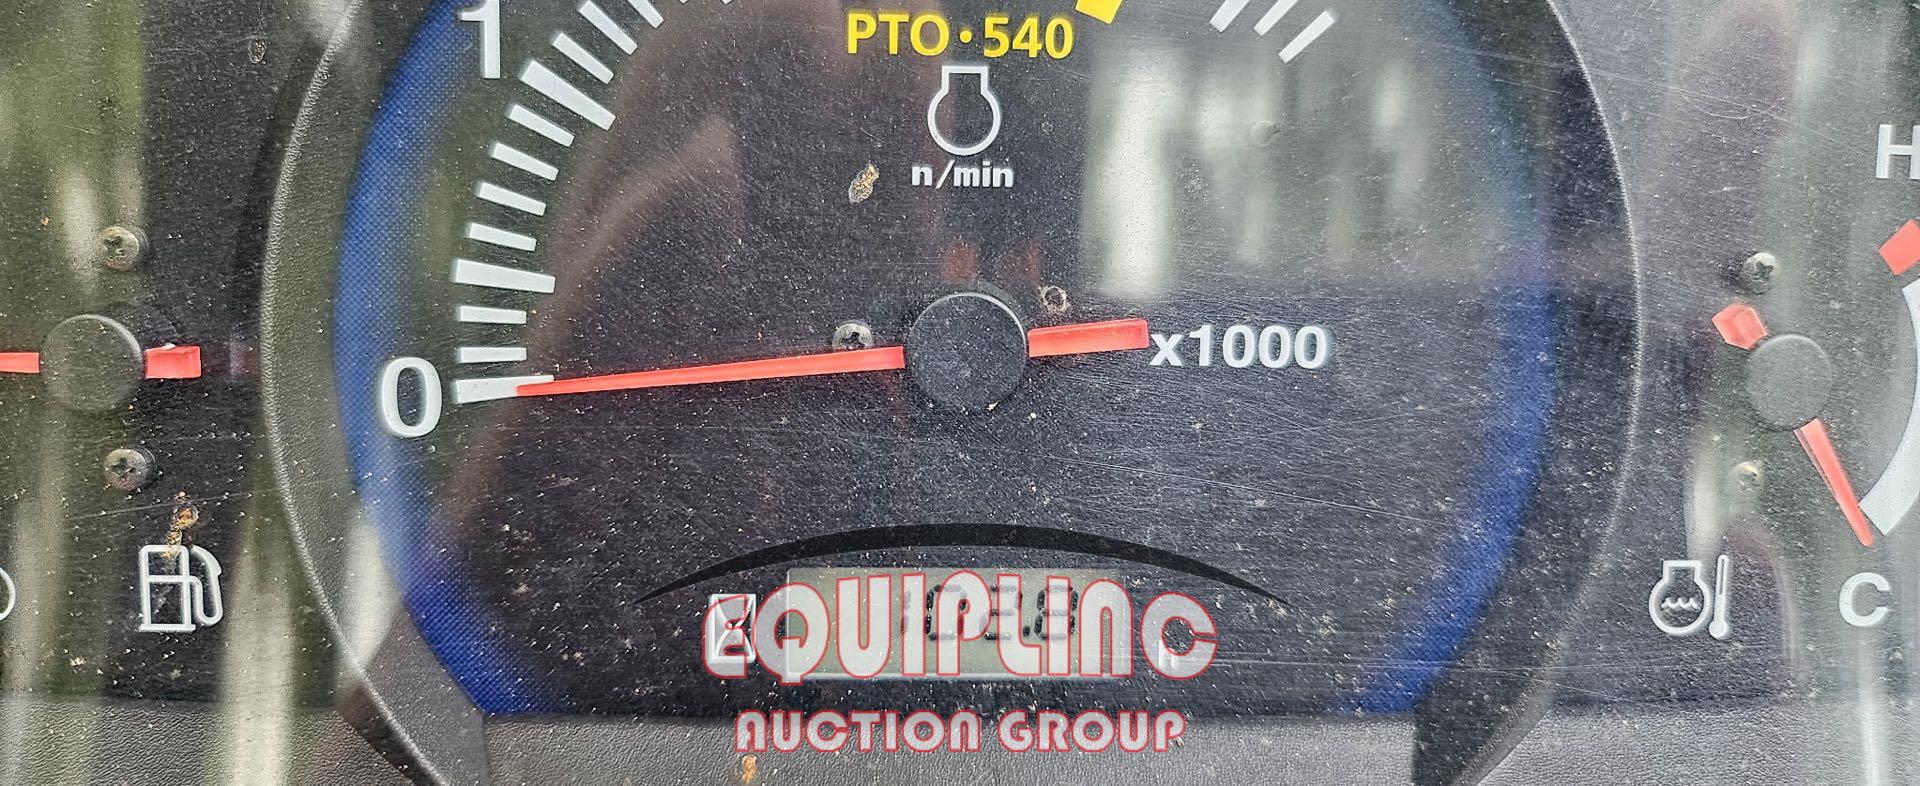 1
PTO·540
n/min
H
x1000
0
C
EQUIPLINC
AUCTION GROUP